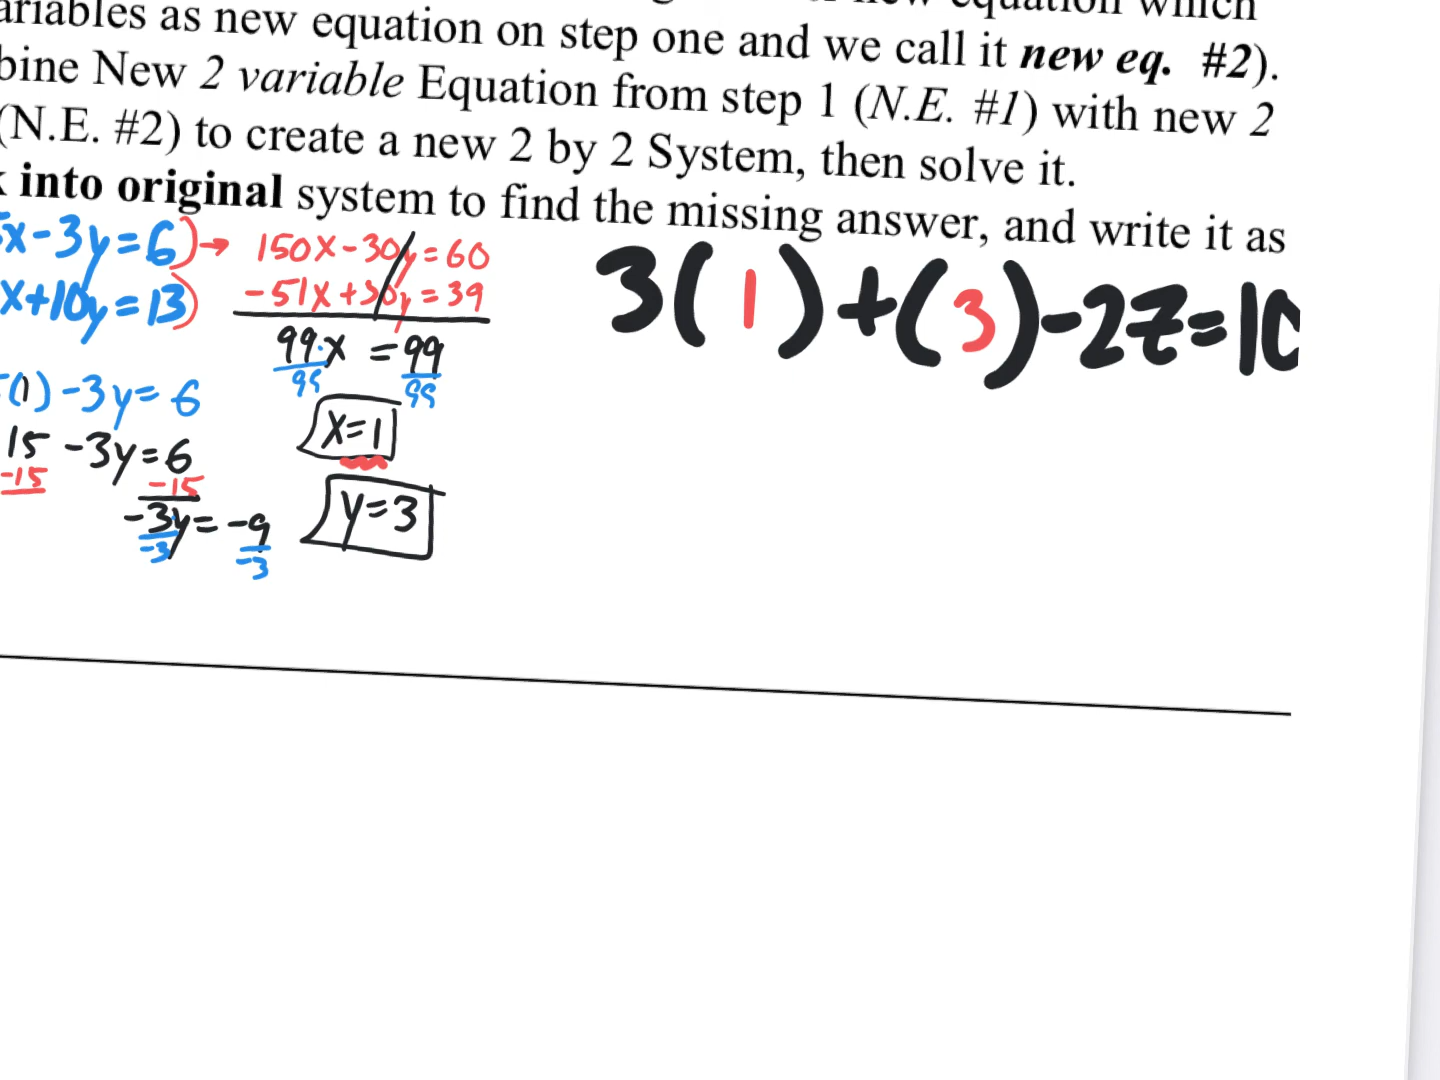 variables as new equation on step one and we call it new eq. #2).
bine New 2 variable Equation from step 1 (N.E. #1) with new 2
(N.E. #2) to create a new 2 by 2 System, then solve it.
into original system to find the missing answer, and write it as
x-3y=6) → 150x-30y=60
x+10y=13) -51x+30y=39
99·x = 99
99 99
(1) -3y= 6
x=1
15 -3y=6
-15 -15
y=3
-3y= -9
-3 -3
3(1)+(3)-2z=10